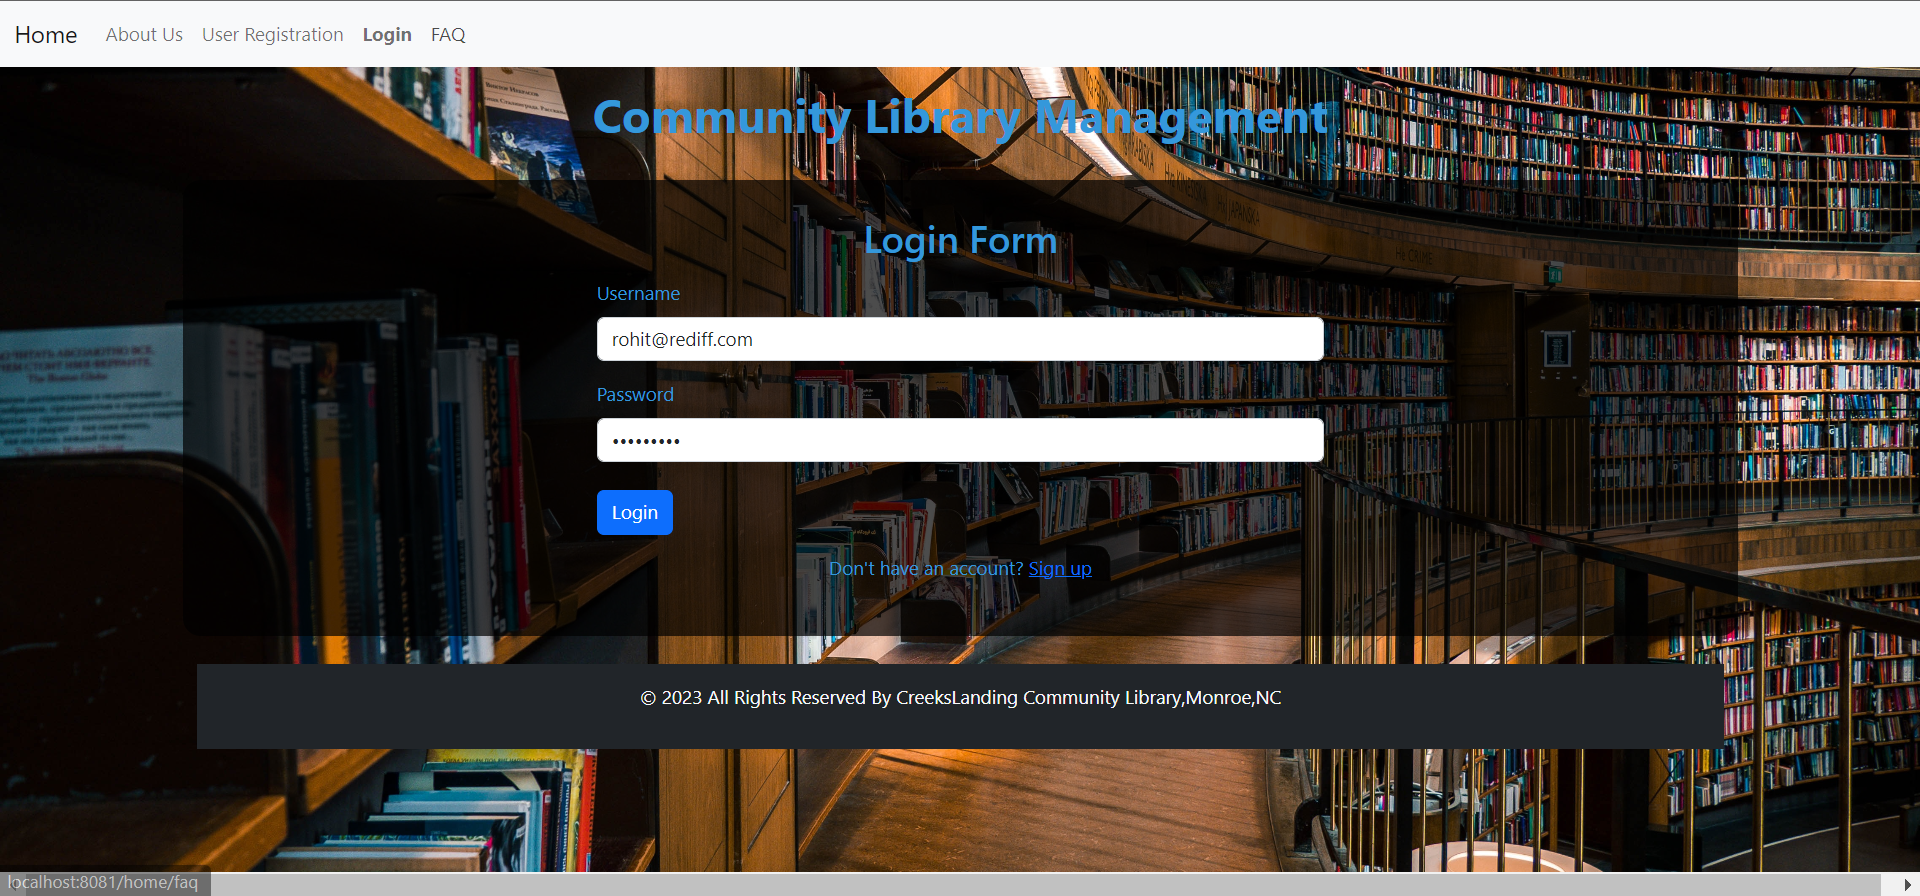 Home About Us User Registration Login FAQ
Community Library Management
Login Form
Username
rohit@rediff.com
Password
•••••••••
Login
Don't have an account? Sign up
© 2023 All Rights Reserved By CreeksLanding Community Library,Monroe,NC
localhost:8081/home/faq